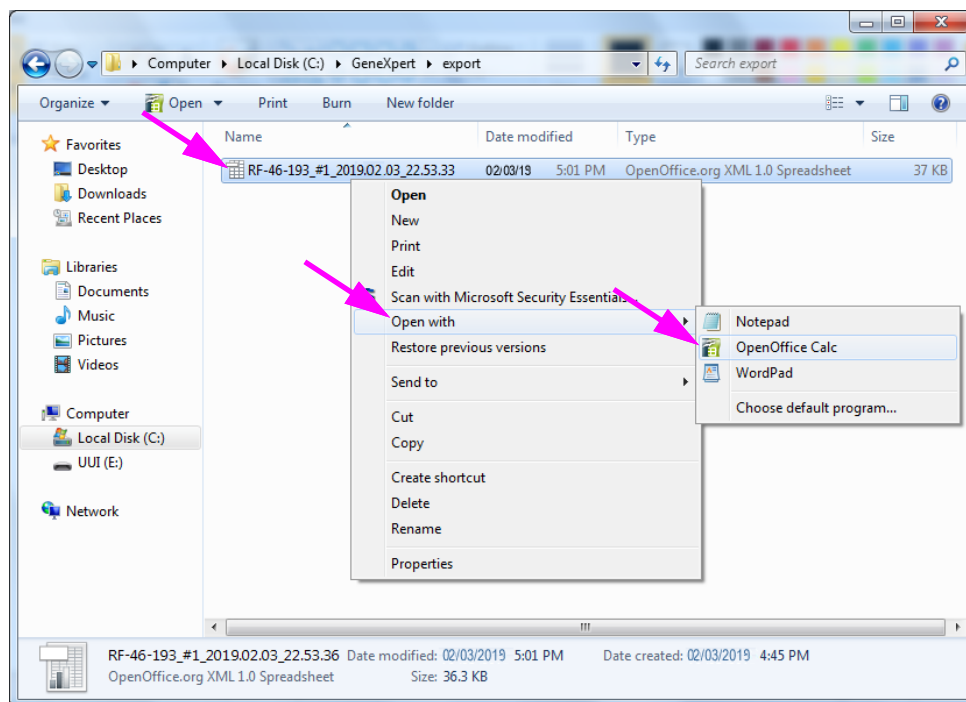 Computer Local Disk (C:) GeneXpert export Search export
Organize Open Print Burn New folder
Favorites
Desktop
Downloads
Recent Places
Libraries
Documents
Music
Pictures
Videos
Computer
Local Disk (C:)
UUI (E:)
Network
Name Date modified Type Size
RF-46-193_#1_2019.02.03_22.53.33 02/03/19 5:01 PM OpenOffice.org XML 1.0 Spreadsheet 37 KB
Open
New
Print
Edit
Scan with Microsoft Security Essentials...
Open with
Restore previous versions
Send to
Cut
Copy
Create shortcut
Delete
Rename
Properties
Notepad
OpenOffice Calc
WordPad
Choose default program...
RF-46-193_#1_2019.02.03_22.53.36 Date modified: 02/03/2019 5:01 PM Date created: 02/03/2019 4:45 PM
OpenOffice.org XML 1.0 Spreadsheet Size: 36.3 KB